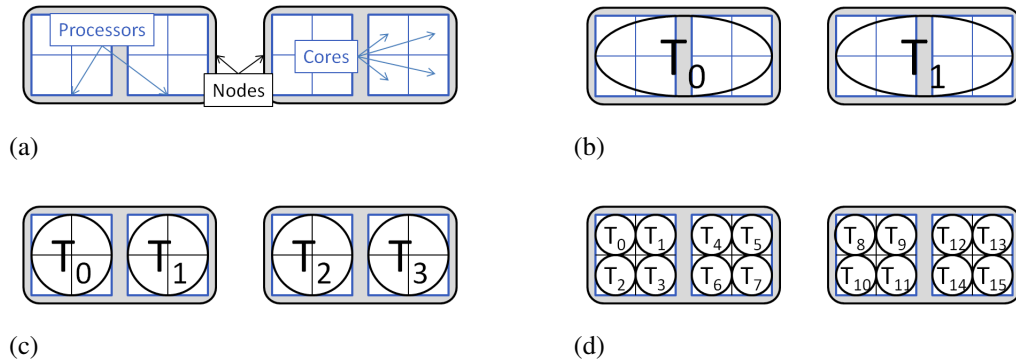 Processors
Cores
Nodes
(a)
T0
T1
(b)
T0
T1
T2
T3
(c)
T0
T1
T4
T5
T8
T9
T12
T13
T2
T3
T6
T7
T10
T11
T14
T15
(d)